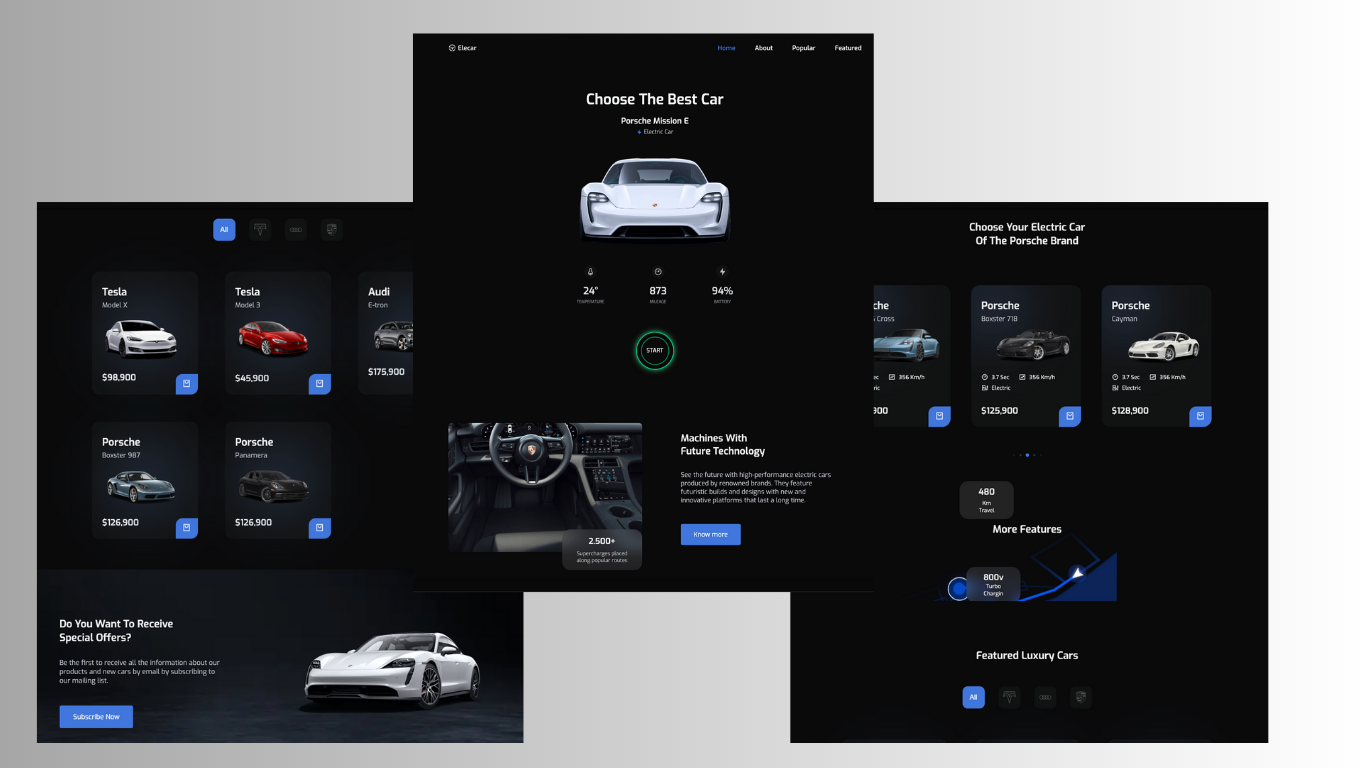 Elecar
Home About Popular Featured
Choose The Best Car
Porsche Mission E
Electric Car
24°
TEMPERATURE
873
MILEAGE
94%
BATTERY
START
Machines With
Future Technology
See the future with high-performance electric cars
produced by renowned brands. They feature
futuristic builds and designs with new and
innovative platforms that last a long time.
Know more
2.500+
Supercharges placed
along popular routes
All
Tesla
Model X
$98,900
Tesla
Model 3
$45,900
Audi
E-tron
$175,900
Porsche
Boxster 987
$126,900
Porsche
Panamera
$126,900
Do You Want To Receive
Special Offers?
Be the first to receive all the information about our
products and new cars by email by subscribing to
our mailing list.
Subscribe Now
Choose Your Electric Car
Of The Porsche Brand
che
Cross
ec 356 Km/h
ric
900
Porsche
Boxster 718
3.7 Sec 356 Km/h
Electric
$125,900
Porsche
Cayman
3.7 Sec 356 Km/h
Electric
$128,900
480
Km
Travel
More Features
800v
Turbo
Chargin
Featured Luxury Cars
All